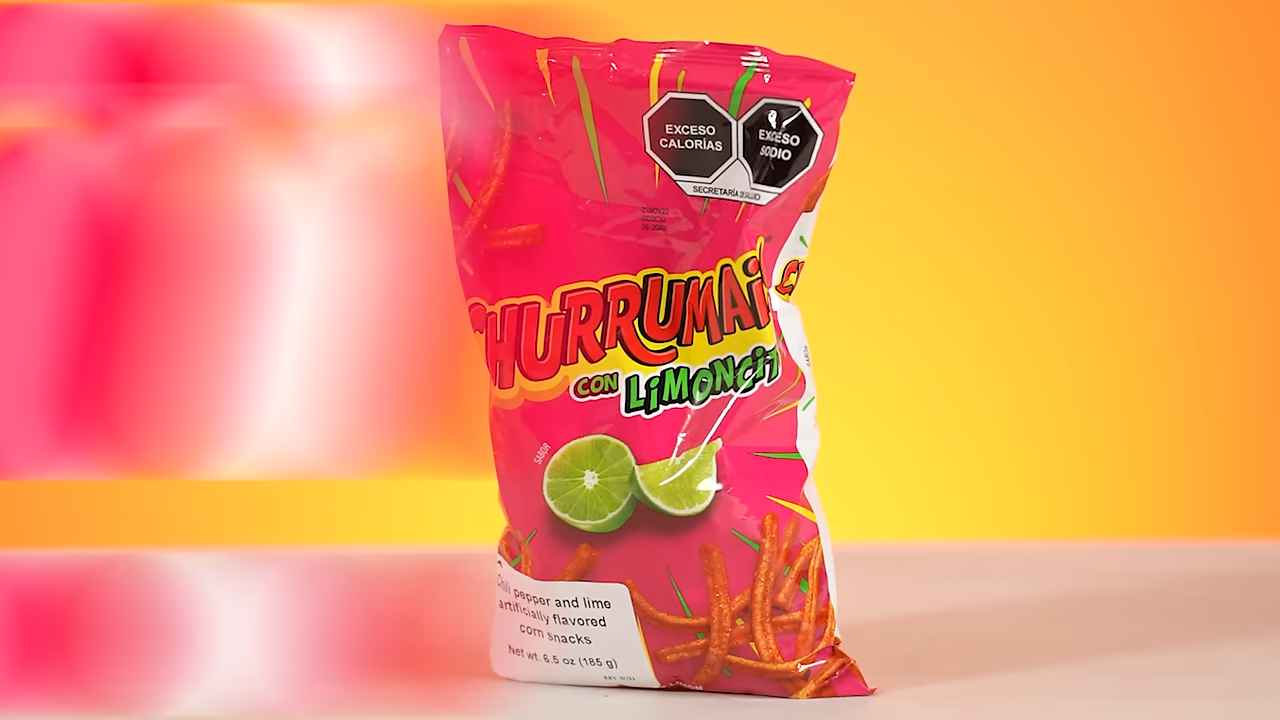 EXCESO
CALORÍAS
EXCESO
SODIO
SECRETARÍA DE SALUD
CHURRUMAI
CON LiMONCiT
SABOR
Chili pepper and lime
artificially flavored
corn snacks
Net wt. 6.5 oz (185 g)